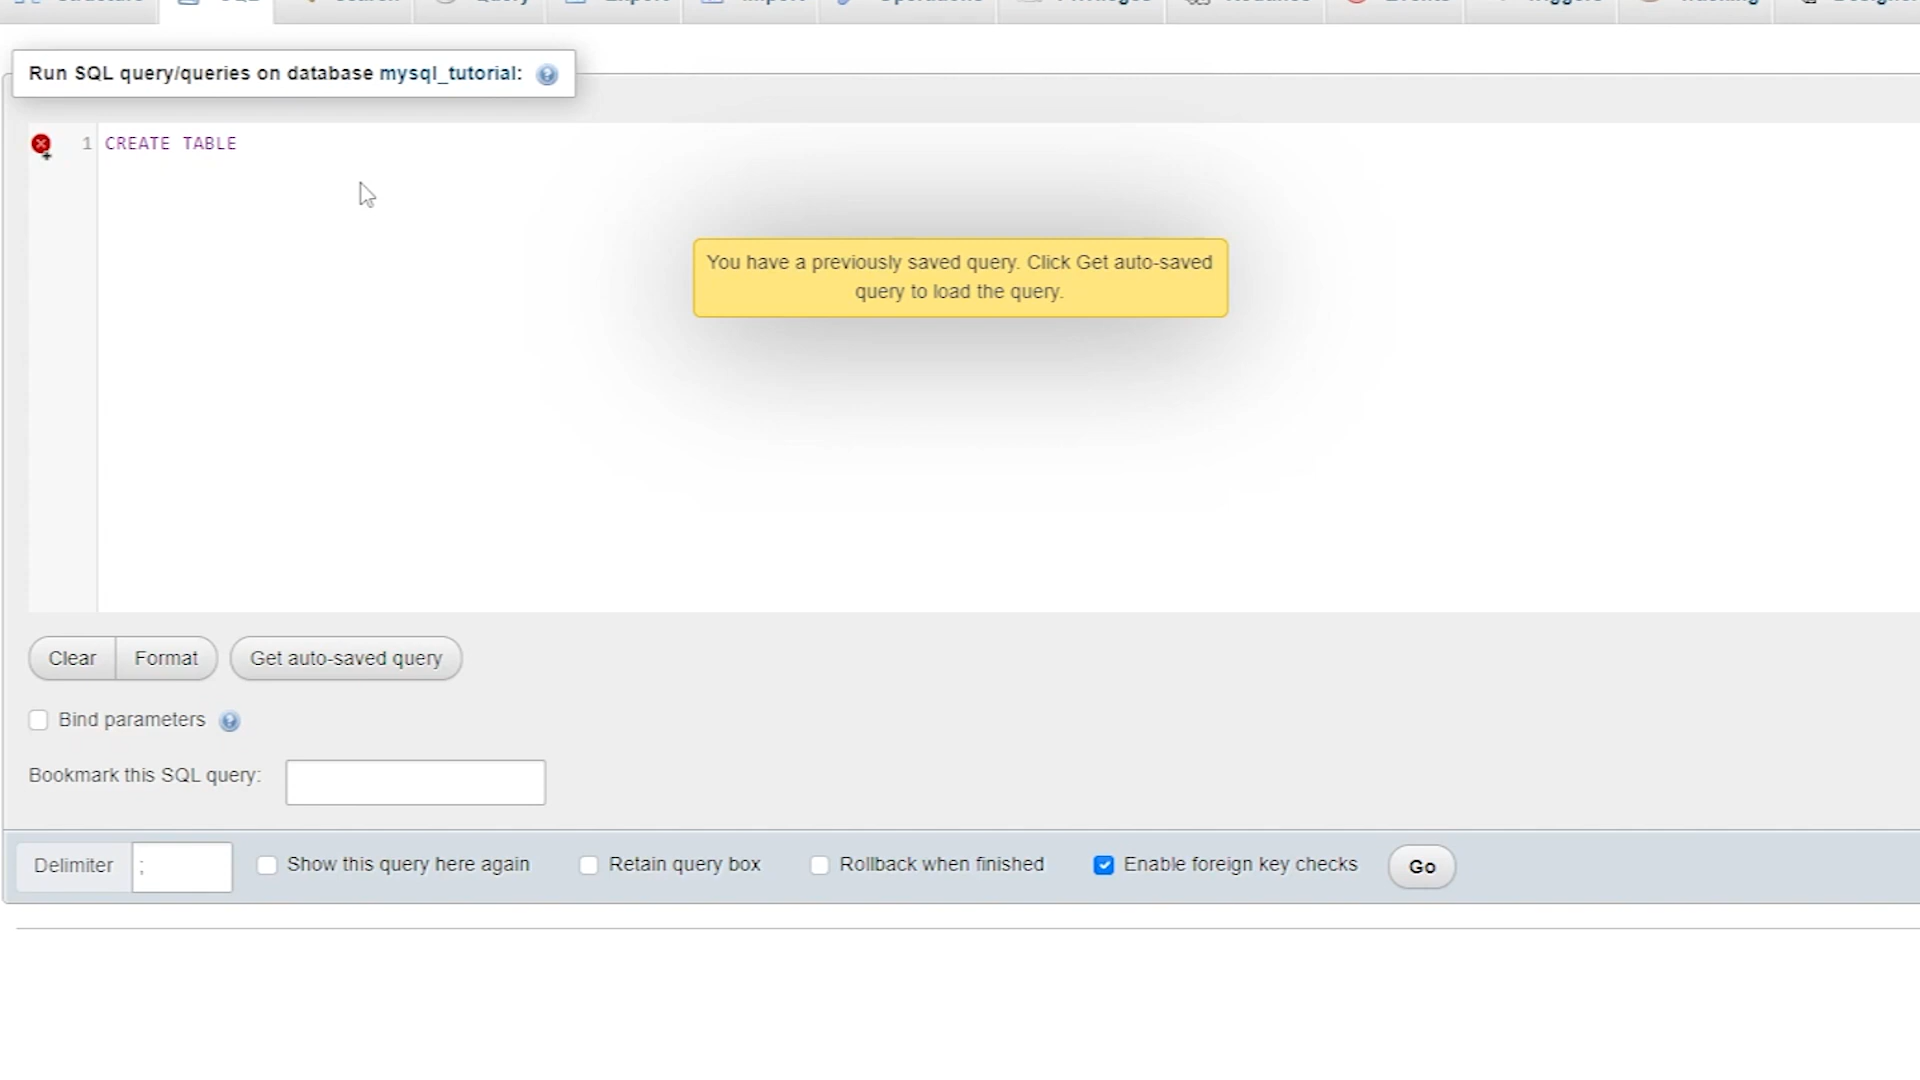 Run SQL query/queries on database mysql_tutorial:
1 CREATE TABLE
You have a previously saved query. Click Get auto-saved
query to load the query.
Clear Format Get auto-saved query
Bind parameters
Bookmark this SQL query:
Delimiter ; Show this query here again Retain query box Rollback when finished Enable foreign key checks Go